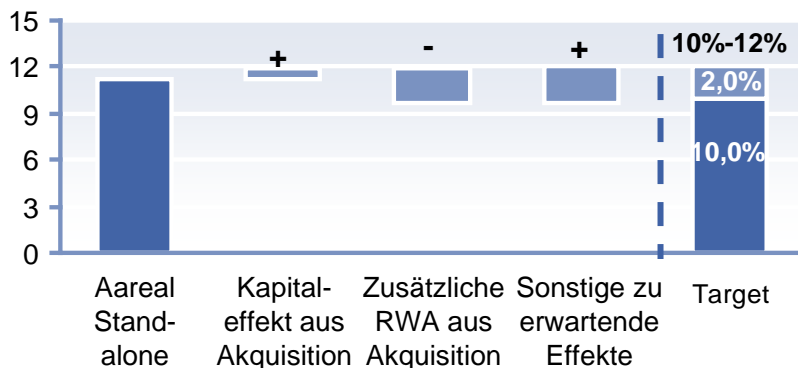 15
12
9
6
3
0
+
-
+
10%-12%
2,0%
10,0%
Aareal
Stand-
alone
Kapital-
effekt aus
Akquisition
Zusätzliche
RWA aus
Akquisition
Sonstige zu
erwartende
Effekte
Target